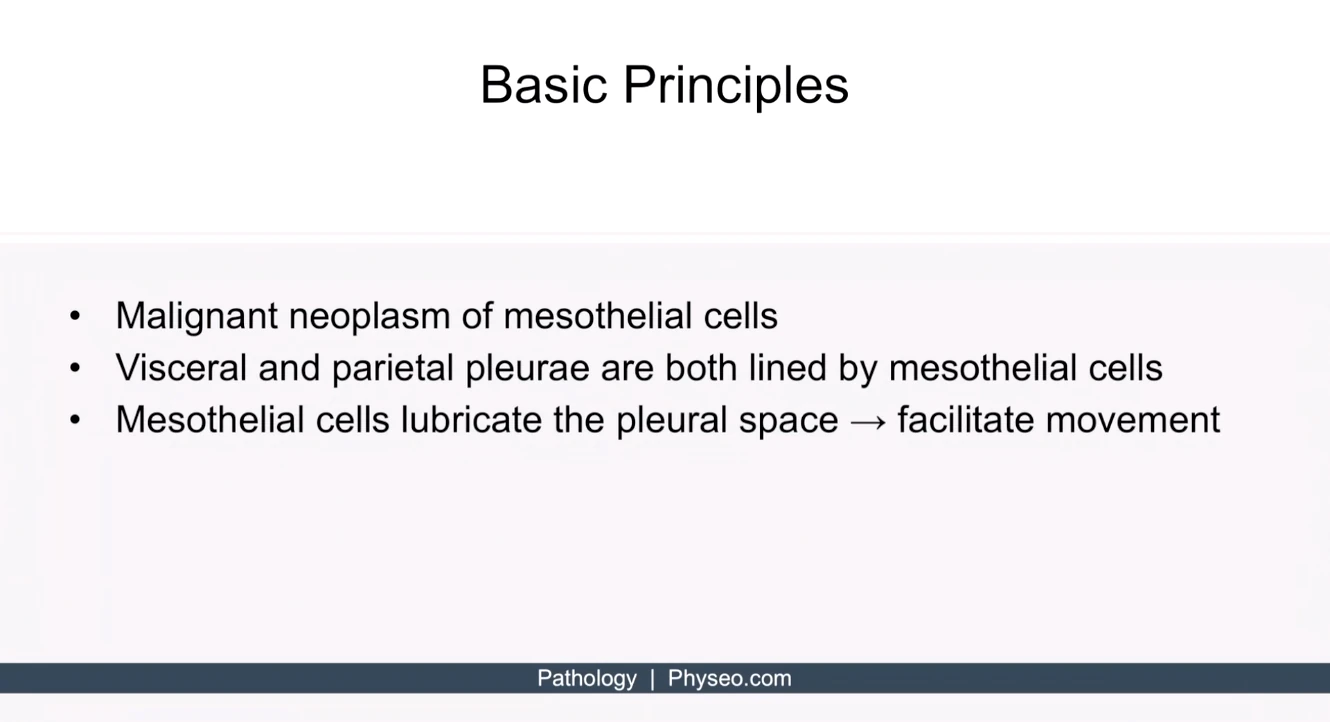 Basic Principles
• Malignant neoplasm of mesothelial cells
• Visceral and parietal pleurae are both lined by mesothelial cells
• Mesothelial cells lubricate the pleural space → facilitate movement
Pathology | Physeo.com